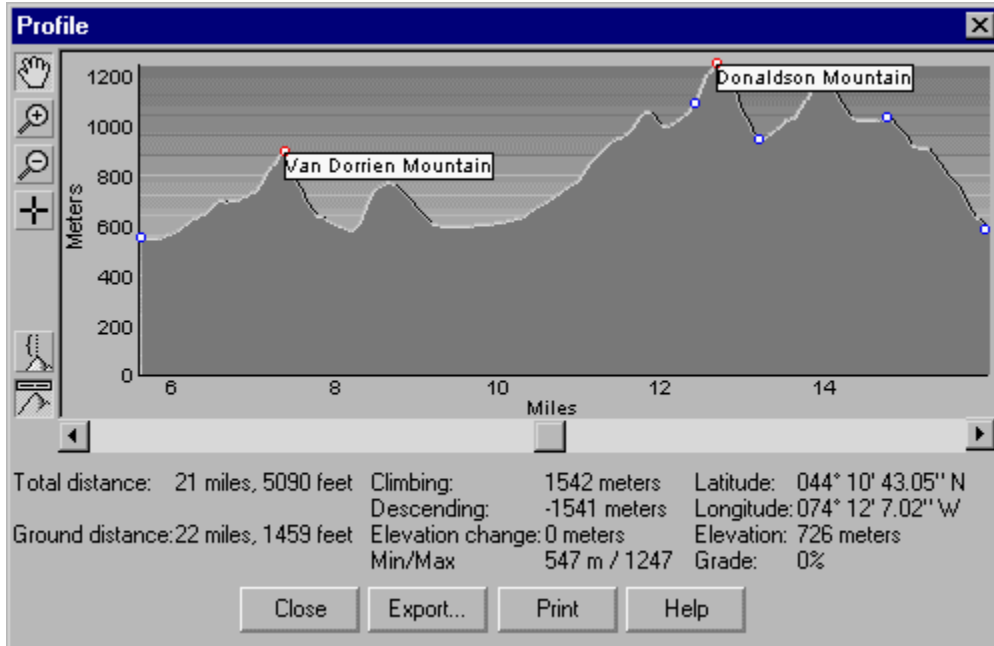 Profile
1200
1000
800
600
400
200
0
Meters
Van Dorrien Mountain
Donaldson Mountain
6 8 10 12 14
Miles
Total distance: 21 miles, 5090 feet Climbing: 1542 meters Latitude: 044° 10' 43.05" N
Descending: -1541 meters Longitude: 074° 12' 7.02" W
Ground distance: 22 miles, 1459 feet Elevation change: 0 meters Elevation: 726 meters
Min/Max 547 m / 1247 Grade: 0%
Close Export... Print Help